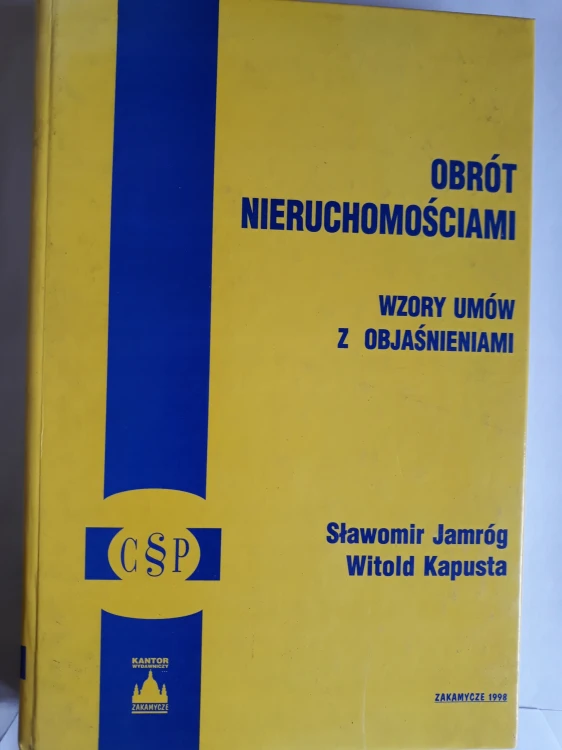 OBRÓT
NIERUCHOMOŚCIAMI
WZORY UMÓW
Z OBJAŚNIENIAMI
C§P
Sławomir Jamróg
Witold Kapusta
KANTOR
WYDAWNICZY
ZAKAMYCZE
ZAKAMYCZE 1998